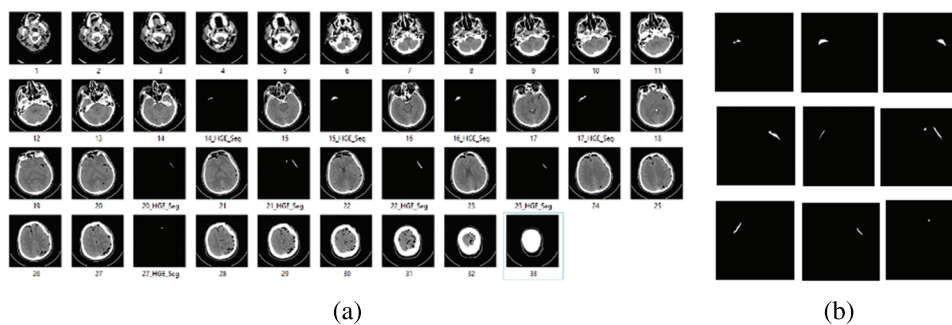 1 2 3 4 5 6 7 8 9 10 11
12 13 14 14_HGE_Seg 15 15_HGE_Seg 16 16_HGE_Seg 17 17_HGE_Seg 18
19 20 20_HGE_Seg 21 21_HGE_Seg 22 22_HGE_Seg 23 23_HGE_Seg 24 25
26 27 27_HGE_Seg 28 29 30 31 32 33
(a) (b)